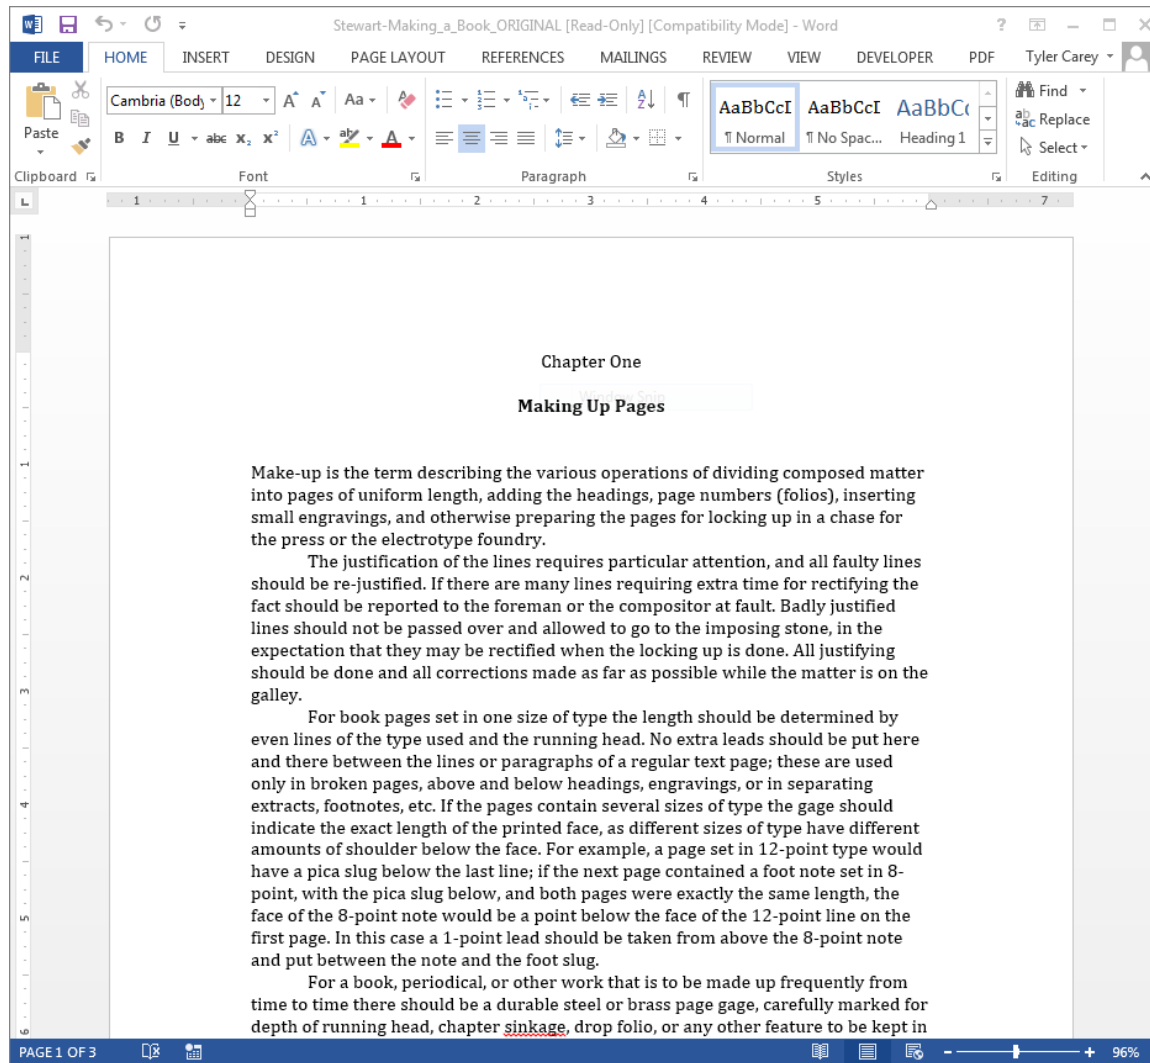 Stewart-Making_a_Book_ORIGINAL [Read-Only] [Compatibility Mode] - Word
FILE HOME INSERT DESIGN PAGE LAYOUT REFERENCES MAILINGS REVIEW VIEW DEVELOPER PDF Tyler Carey
Cambria (Body 12 Aa
Paste
B I U abc x₂ x² A aby A
AaBbCcI AaBbCcI AaBbCc
¶ Normal ¶ No Spac... Heading 1
Find
Replace
Select
Clipboard Font Paragraph Styles Editing
1 1 2 3 4 5 7
Chapter One
Window Snip
Making Up Pages
Make-up is the term describing the various operations of dividing composed matter
into pages of uniform length, adding the headings, page numbers (folios), inserting
small engravings, and otherwise preparing the pages for locking up in a chase for
the press or the electrotype foundry.
The justification of the lines requires particular attention, and all faulty lines
should be re-justified. If there are many lines requiring extra time for rectifying the
fact should be reported to the foreman or the compositor at fault. Badly justified
lines should not be passed over and allowed to go to the imposing stone, in the
expectation that they may be rectified when the locking up is done. All justifying
should be done and all corrections made as far as possible while the matter is on the
galley.
For book pages set in one size of type the length should be determined by
even lines of the type used and the running head. No extra leads should be put here
and there between the lines or paragraphs of a regular text page; these are used
only in broken pages, above and below headings, engravings, or in separating
extracts, footnotes, etc. If the pages contain several sizes of type the gage should
indicate the exact length of the printed face, as different sizes of type have different
amounts of shoulder below the face. For example, a page set in 12-point type would
have a pica slug below the last line; if the next page contained a foot note set in 8-
point, with the pica slug below, and both pages were exactly the same length, the
face of the 8-point note would be a point below the face of the 12-point line on the
first page. In this case a 1-point lead should be taken from above the 8-point note
and put between the note and the foot slug.
For a book, periodical, or other work that is to be made up frequently from
time to time there should be a durable steel or brass page gage, carefully marked for
depth of running head, chapter sinkage, drop folio, or any other feature to be kept in
PAGE 1 OF 3 96%